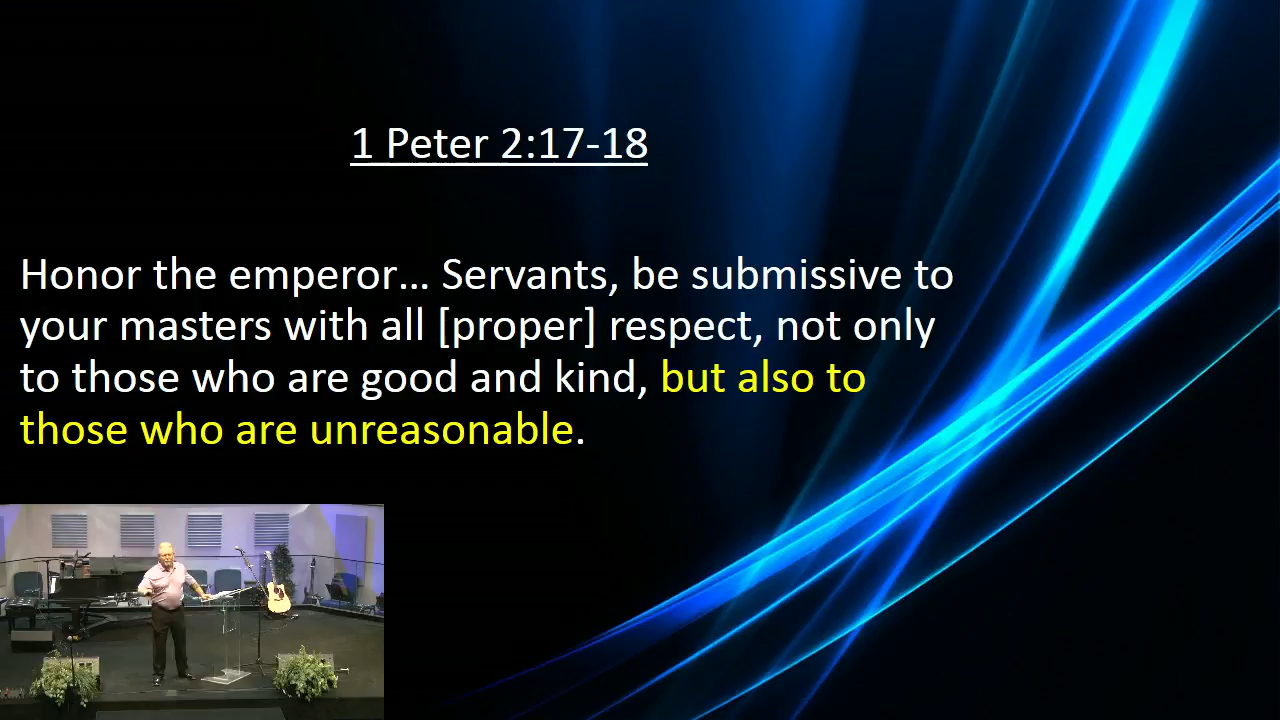 1 Peter 2:17-18
Honor the emperor… Servants, be submissive to
your masters with all [proper] respect, not only
to those who are good and kind, but also to
those who are unreasonable.